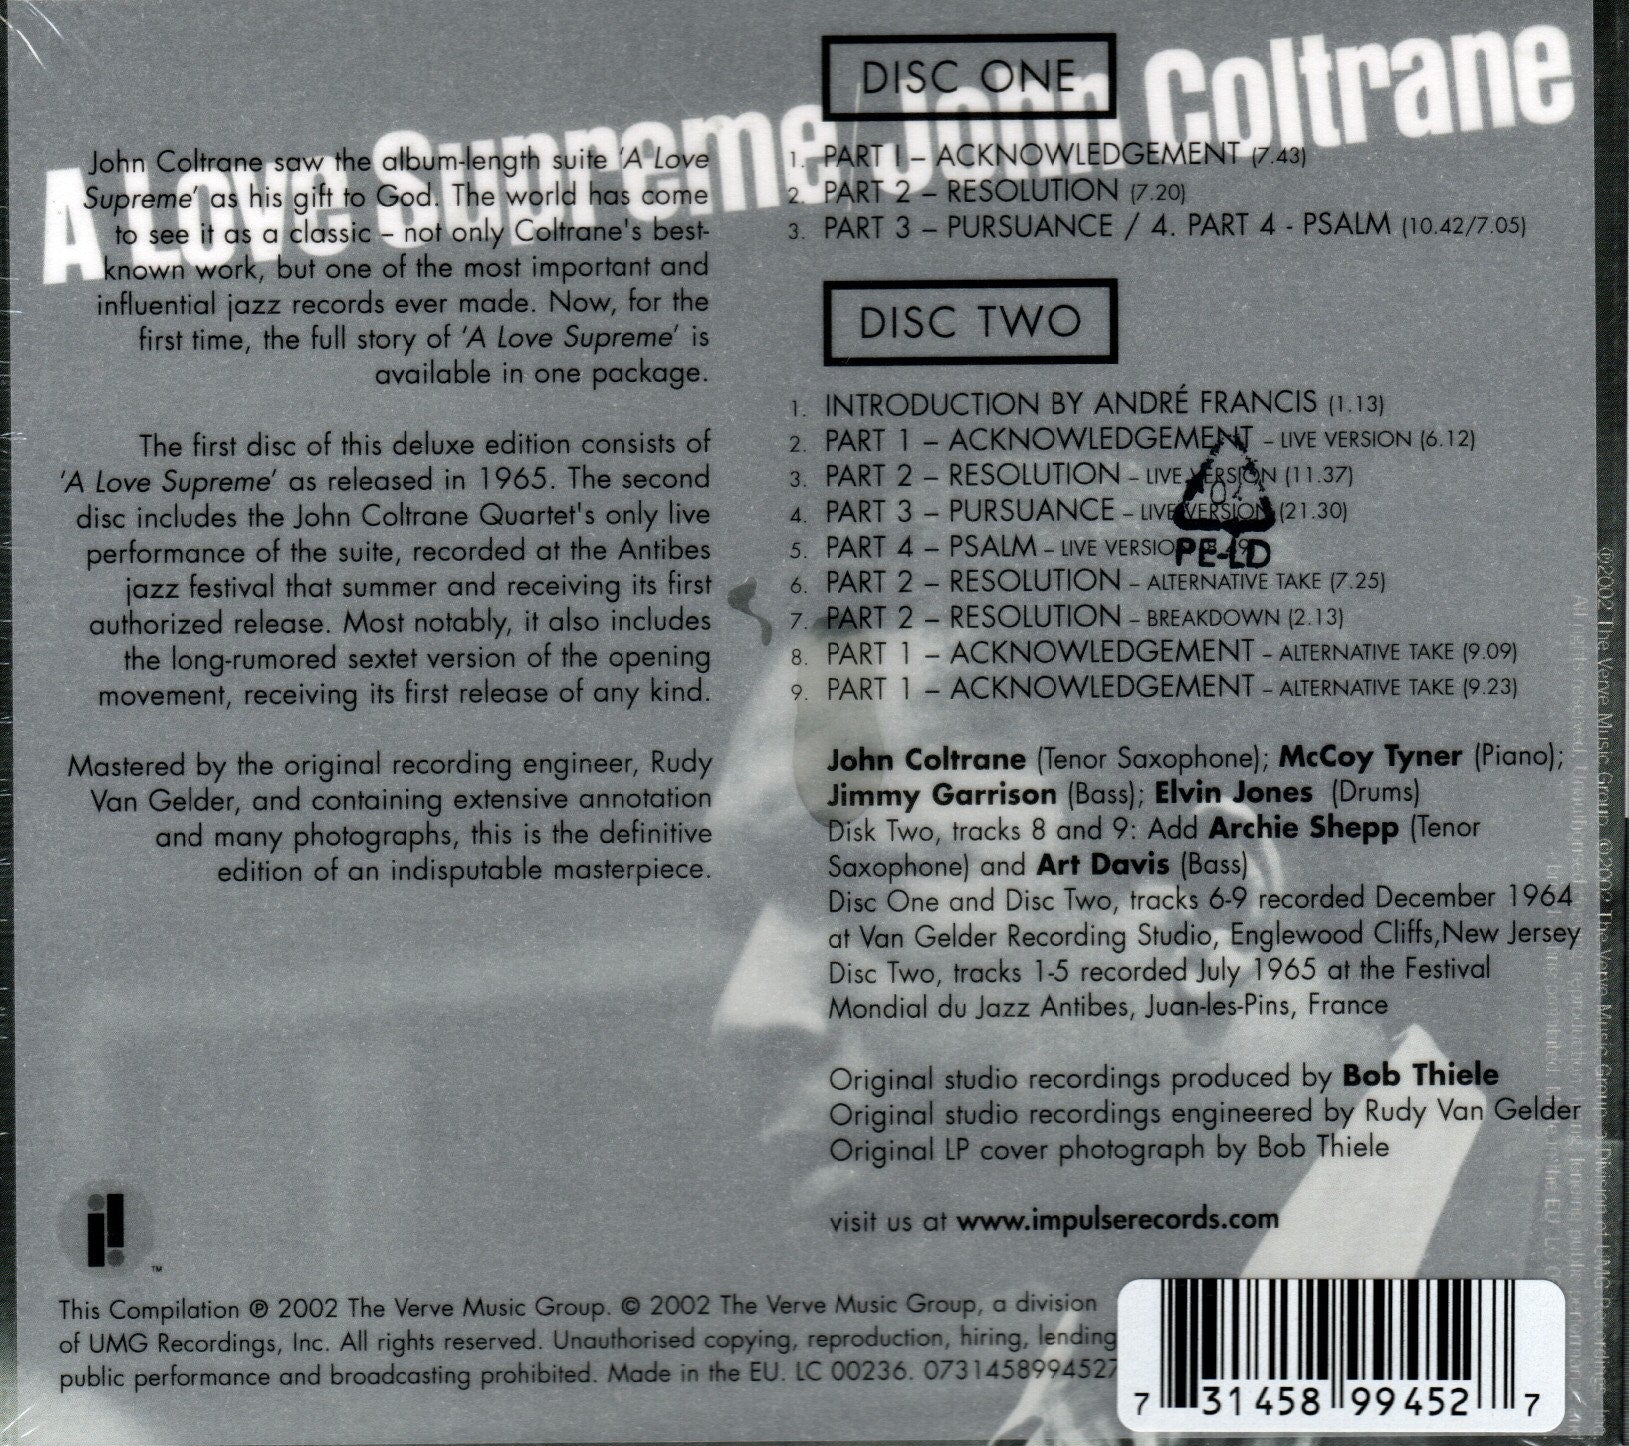 A Love Supreme/John Coltrane
John Coltrane saw the album-length suite 'A Love
Supreme' as his gift to God. The world has come
to see it as a classic – not only Coltrane's best-
known work, but one of the most important and
influential jazz records ever made. Now, for the
first time, the full story of 'A Love Supreme' is
available in one package.
The first disc of this deluxe edition consists of
'A Love Supreme' as released in 1965. The second
disc includes the John Coltrane Quartet's only live
performance of the suite, recorded at the Antibes
jazz festival that summer and receiving its first
authorized release. Most notably, it also includes
the long-rumored sextet version of the opening
movement, receiving its first release of any kind.
Mastered by the original recording engineer, Rudy
Van Gelder, and containing extensive annotation
and many photographs, this is the definitive
edition of an indisputable masterpiece.
DISC ONE
1. PART I – ACKNOWLEDGEMENT (7.43)
2. PART 2 – RESOLUTION (7.20)
3. PART 3 – PURSUANCE / 4. PART 4 - PSALM (10.42/7.05)
DISC TWO
1. INTRODUCTION BY ANDRÉ FRANCIS (1.13)
2. PART 1 – ACKNOWLEDGEMENT – LIVE VERSION (6.12)
3. PART 2 – RESOLUTION – LIVE VERSION (11.37)
4. PART 3 – PURSUANCE – LIVE VERSION (21.30)
5. PART 4 – PSALM – LIVE VERSION
6. PART 2 – RESOLUTION – ALTERNATIVE TAKE (7.25)
7. PART 2 – RESOLUTION – BREAKDOWN (2.13)
8. PART 1 – ACKNOWLEDGEMENT – ALTERNATIVE TAKE (9.09)
9. PART 1 – ACKNOWLEDGEMENT – ALTERNATIVE TAKE (9.23)
04
PE-LD
John Coltrane (Tenor Saxophone); McCoy Tyner (Piano);
Jimmy Garrison (Bass); Elvin Jones (Drums)
Disk Two, tracks 8 and 9: Add Archie Shepp (Tenor
Saxophone) and Art Davis (Bass)
Disc One and Disc Two, tracks 6-9 recorded December 1964
at Van Gelder Recording Studio, Englewood Cliffs,New Jersey
Disc Two, tracks 1-5 recorded July 1965 at the Festival
Mondial du Jazz Antibes, Juan-les-Pins, France
Original studio recordings produced by Bob Thiele
Original studio recordings engineered by Rudy Van Gelder
Original LP cover photograph by Bob Thiele
visit us at www.impulserecords.com
™
This Compilation ℗ 2002 The Verve Music Group. © 2002 The Verve Music Group, a division
of UMG Recordings, Inc. All rights reserved. Unauthorised copying, reproduction, hiring, lending
public performance and broadcasting prohibited. Made in the EU. LC 00236. 0731458994527
7 31458 99452 7
℗2002 The Verve Music Group. ©2002 The Verve Music Group, a Division of UMG Recordings, Inc.